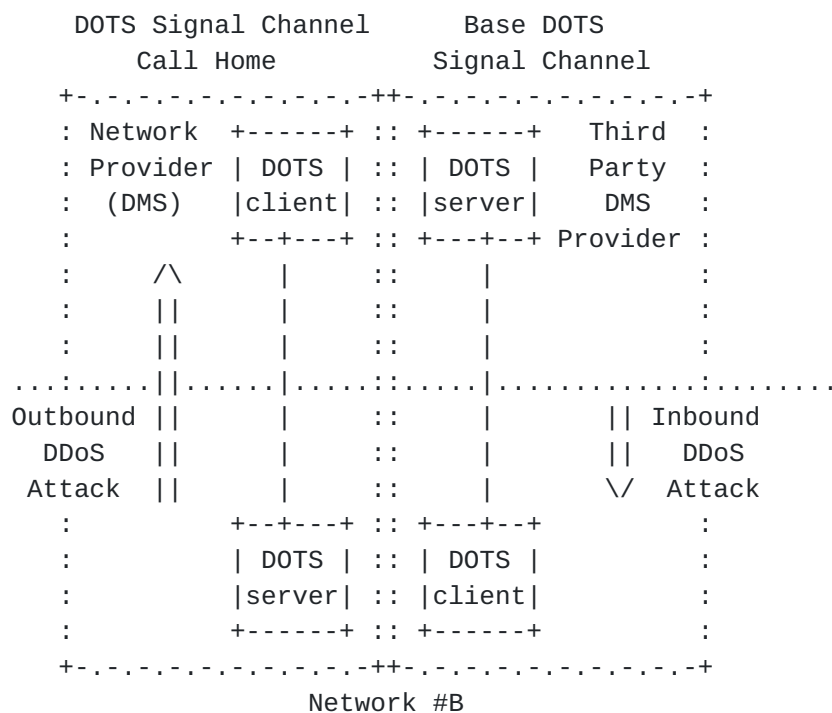 DOTS Signal Channel      Base DOTS
         Call Home          Signal Channel
    +-.-.-.-.-.-.-.-.-.-++-.-.-.-.-.-.-.-.-.-+
    : Network  +------+ :: +------+   Third  :
    : Provider | DOTS | :: | DOTS |   Party  :
    :  (DMS)   |client| :: |server|    DMS   :
    :          +--+---+ :: +---+--+ Provider :
    :     /\      |     ::     |             :
    :     ||      |     ::     |             :
    :     ||      |     ::     |             :
 ...:.....||......|.....::.....|.............:........
 Outbound ||      |     ::     |       || Inbound
   DDoS   ||      |     ::     |       ||  DDoS
  Attack  ||      |     ::     |       \/  Attack
    :          +--+---+ :: +---+--+          :
    :          | DOTS | :: | DOTS |          :
    :          |server| :: |client|          :
    :          +------+ :: +------+          :
    +-.-.-.-.-.-.-.-.-.-++-.-.-.-.-.-.-.-.-.-+
                    Network #B